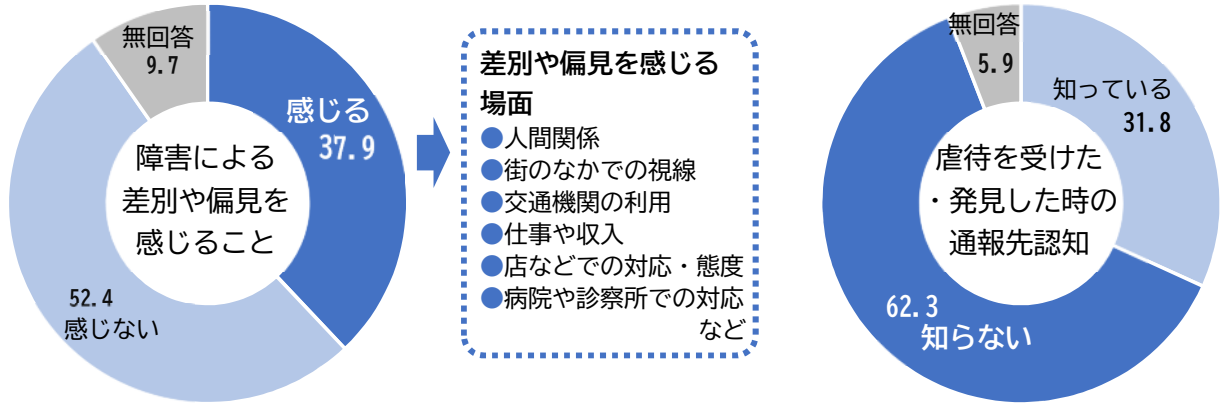 無回答
9.7
感じる
37.9
障害による
差別や偏見を
感じること
52.4
感じない
差別や偏見を感じる
場面
●人間関係
●街のなかでの視線
●交通機関の利用
●仕事や収入
●店などでの対応・態度
●病院や診察所での対応
など
無回答
5.9
知っている
31.8
虐待を受けた
・発見した時の
通報先認知
62.3
知らない